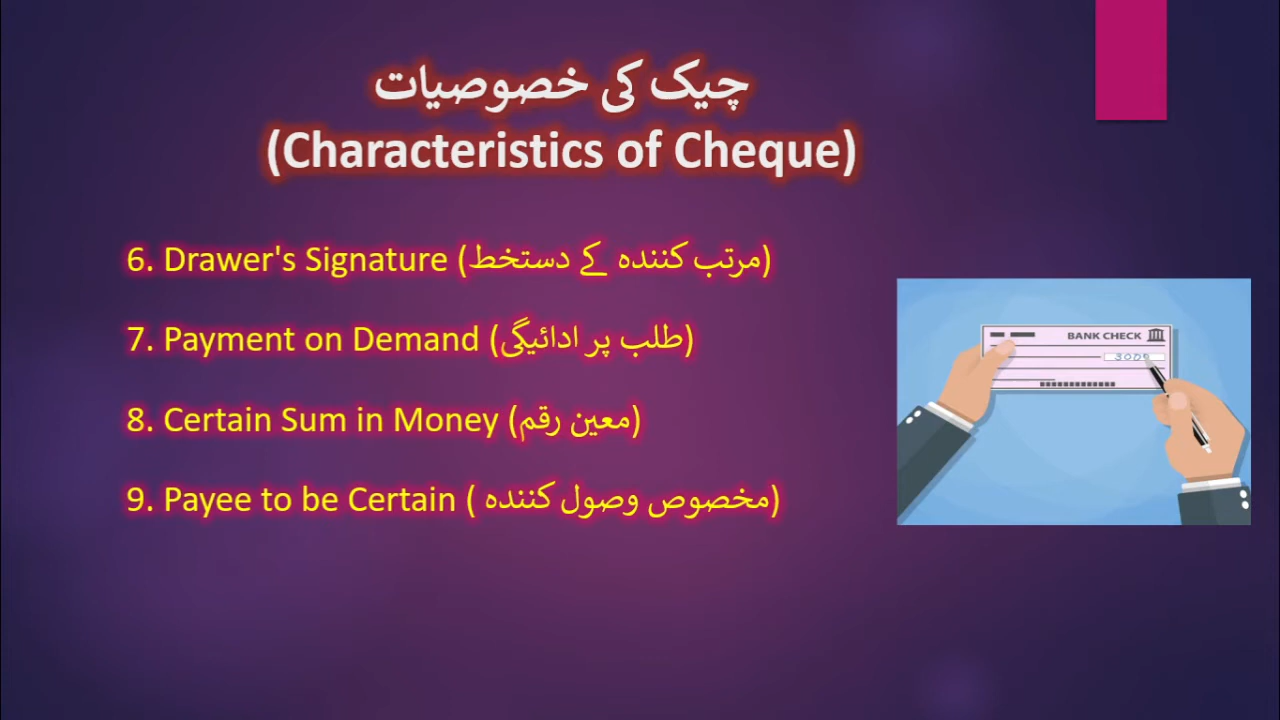 چیک کی خصوصیات
(Characteristics of Cheque)
6. Drawer's Signature (مرتب کنندہ کے دستخط)
7. Payment on Demand (طلب پر ادائیگی)
8. Certain Sum in Money (معین رقم)
9. Payee to be Certain ( مخصوص وصول کنندہ)
BANK CHECK
3000